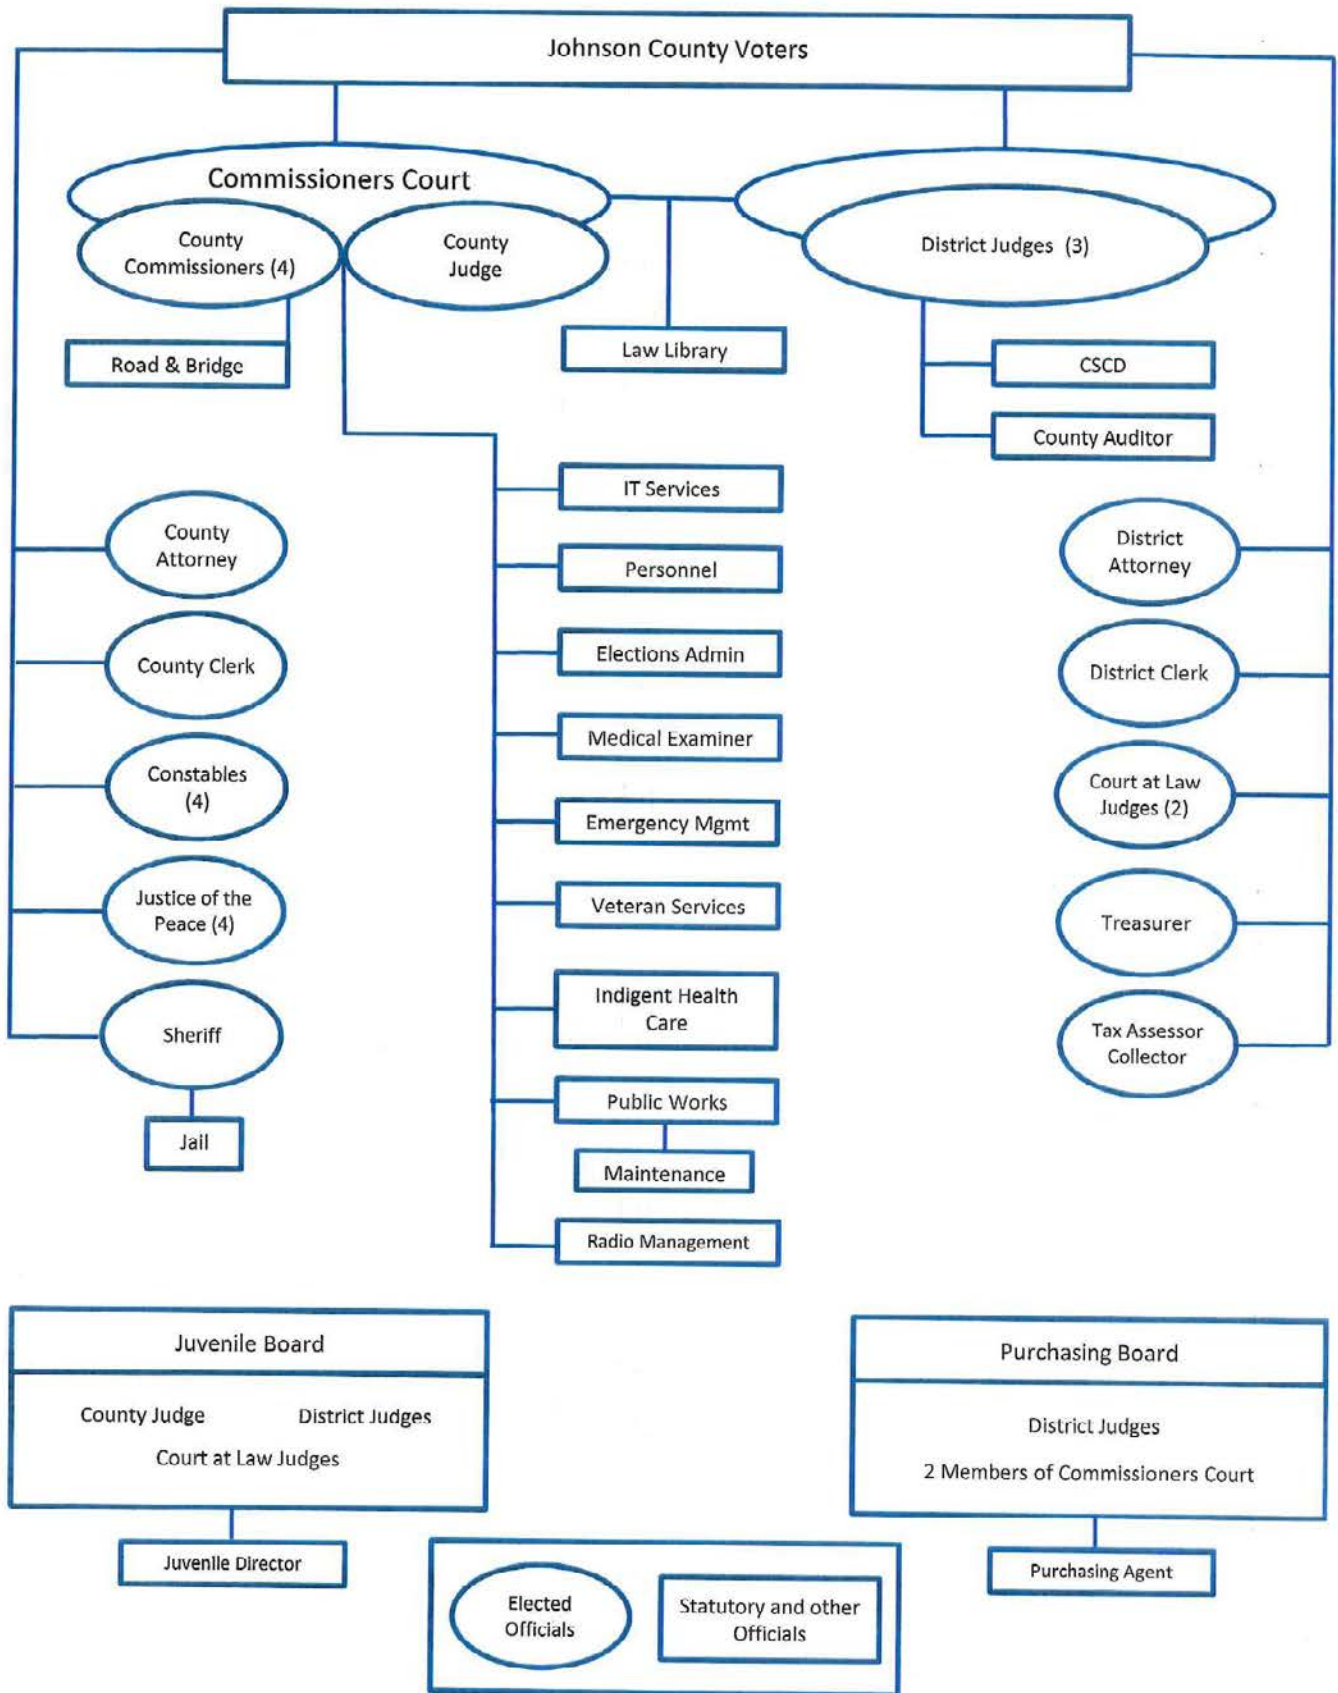 Johnson County Voters
Commissioners Court
County
Commissioners (4)
County
Judge
District Judges (3)
Road & Bridge
Law Library
CSCD
County Auditor
IT Services
Personnel
Elections Admin
Medical Examiner
Emergency Mgmt
Veteran Services
Indigent Health
Care
Public Works
Maintenance
Radio Management
County
Attorney
County Clerk
Constables
(4)
Justice of the
Peace (4)
Sheriff
Jail
District
Attorney
District Clerk
Court at Law
Judges (2)
Treasurer
Tax Assessor
Collector
Juvenile Board
County Judge District Judges
Court at Law Judges
Juvenile Director
Purchasing Board
District Judges
2 Members of Commissioners Court
Purchasing Agent
Elected
Officials
Statutory and other
Officials